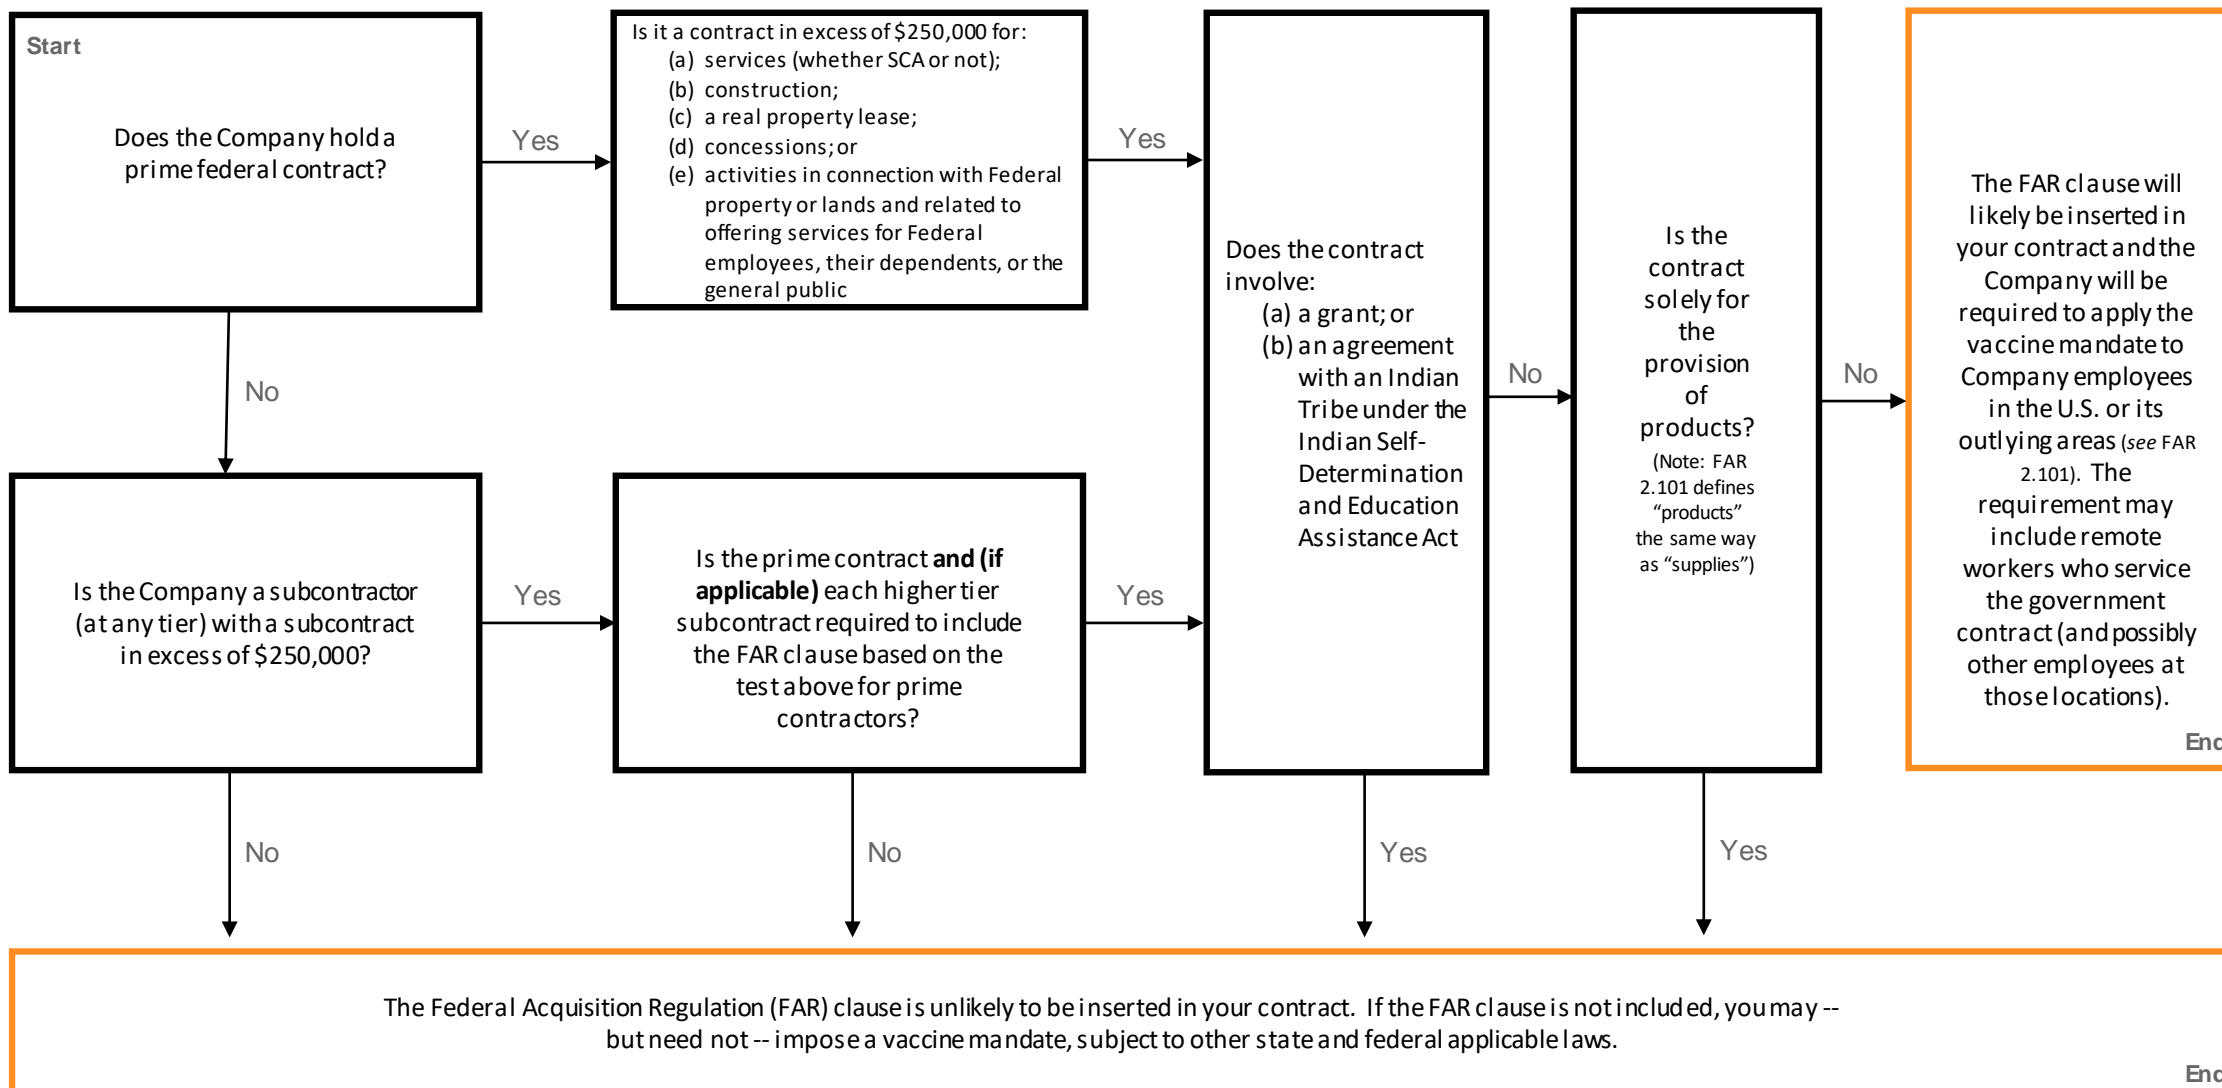 Start
Does the Company hold a
prime federal contract?
Yes
Is it a contract in excess of $250,000 for:
(a) services (whether SCA or not);
(b) construction;
(c) a real property lease;
(d) concessions; or
(e) activities in connection with Federal
property or lands and related to
offering services for Federal
employees, their dependents, or the
general public
Yes
Does the contract
involve:
(a) a grant; or
(b) an agreement
with an Indian
Tribe under the
Indian Self-
Determination
and Education
Assistance Act
No
Is the
contract
solely for
the
provision
of
products?
(Note: FAR
2.101 defines
“products”
the same way
as “supplies”)
No
The FAR clause will
likely be inserted in
your contract and the
Company will be
required to apply the
vaccine mandate to
Company employees
in the U.S. or its
outlying areas (see FAR
2.101). The
requirement may
include remote
workers who service
the government
contract (and possibly
other employees at
those locations).
End
No
Is the Company a subcontractor
(at any tier) with a subcontract
in excess of $250,000?
Yes
Is the prime contract and (if
applicable) each higher tier
subcontract required to include
the FAR clause based on the
test above for prime
contractors?
Yes
No
No
Yes
Yes
The Federal Acquisition Regulation (FAR) clause is unlikely to be inserted in your contract. If the FAR clause is not included, you may --
but need not -- impose a vaccine mandate, subject to other state and federal applicable laws.
End